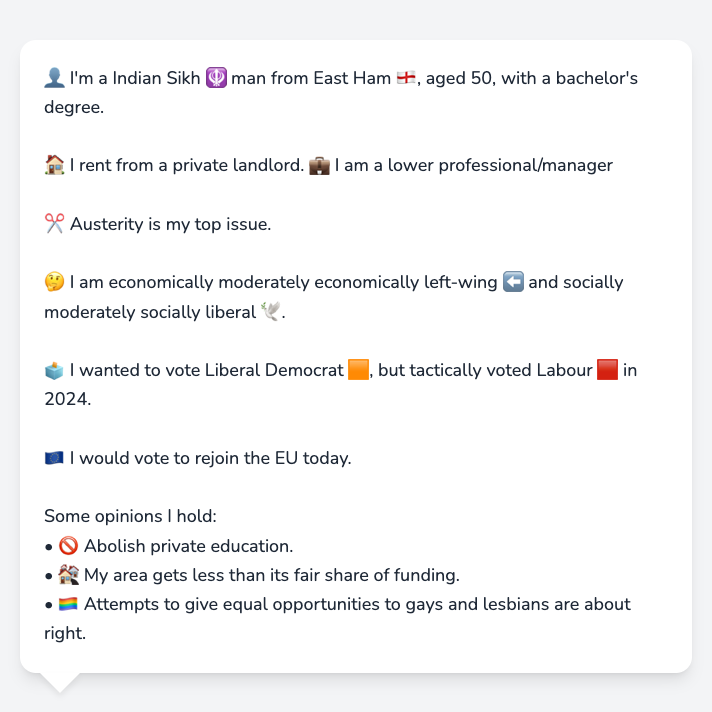 👤 I'm a Indian Sikh 🪯 man from East Ham 🏴󠁧󠁢󠁥󠁮󠁧󠁿, aged 50, with a bachelor's
degree.
🏠 I rent from a private landlord. 💼 I am a lower professional/manager
✂️ Austerity is my top issue.
🤔 I am economically moderately economically left-wing ⬅️ and socially
moderately socially liberal 🕊️.
🗳️ I wanted to vote Liberal Democrat 🟧, but tactically voted Labour 🟥 in
2024.
🇪🇺 I would vote to rejoin the EU today.
Some opinions I hold:
• 🚫 Abolish private education.
• 🏘️ My area gets less than its fair share of funding.
• 🏳️‍🌈 Attempts to give equal opportunities to gays and lesbians are about
right.